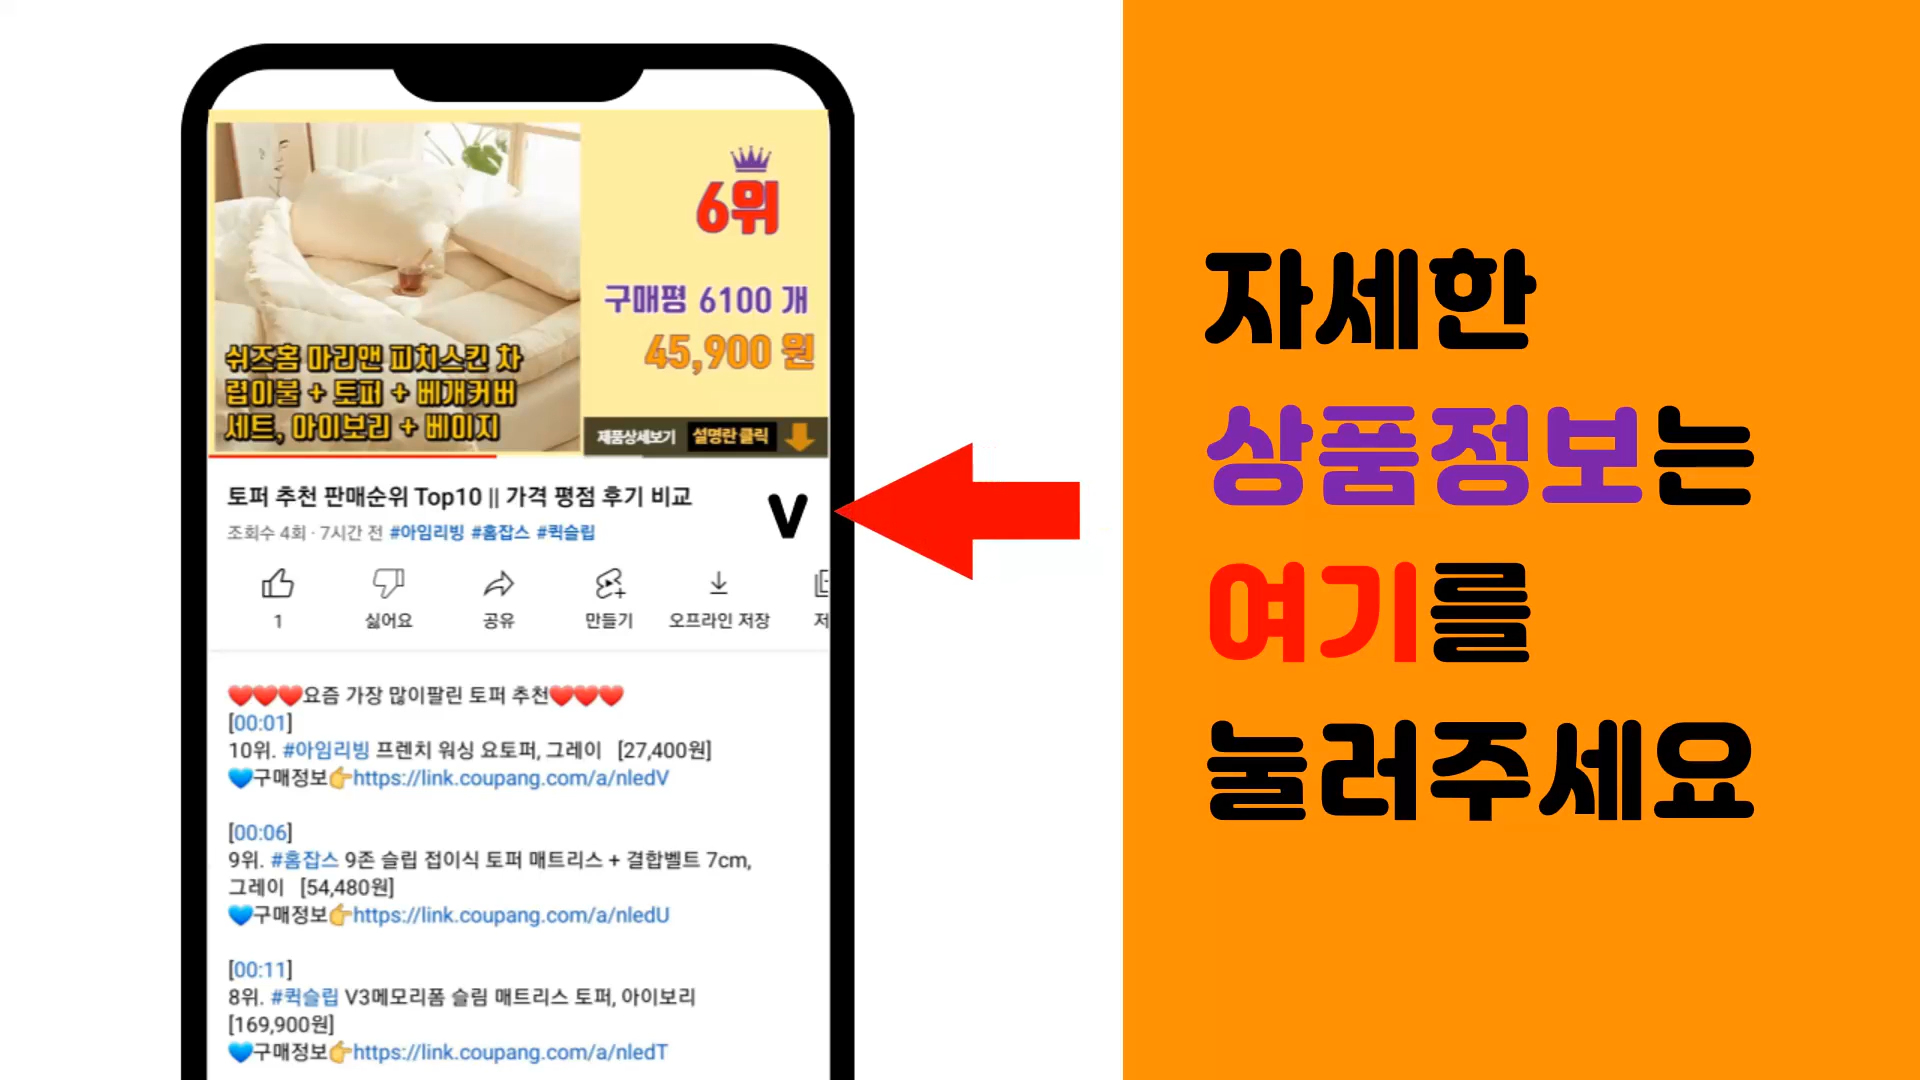 6위
구매평 6100 개
45,900 원
쉬즈홈 마리앤 피치스킨 차
렵이불 + 토퍼 + 베개커버
세트, 아이보리 + 베이지
제품상세보기 설명란 클릭
토퍼 추천 판매순위 Top10 || 가격 평점 후기 비교
V
조회수 4회 · 7시간 전 #아임리빙 #홈잡스 #퀵슬립
1 싫어요 공유 만들기 오프라인 저장 저
❤️❤️❤️요즘 가장 많이팔린 토퍼 추천❤️❤️❤️
[00:01]
10위. #아임리빙 프렌치 워싱 요토퍼, 그레이 [27,400원]
💙구매정보👉https://link.coupang.com/a/nledV
[00:06]
9위. #홈잡스 9존 슬립 접이식 토퍼 매트리스 + 결합벨트 7cm,
그레이 [54,480원]
💙구매정보👉https://link.coupang.com/a/nledU
[00:11]
8위. #퀵슬립 V3메모리폼 슬림 매트리스 토퍼, 아이보리
[169,900원]
💙구매정보👉https://link.coupang.com/a/nledT
자세한
상품정보는
여기를
눌러주세요